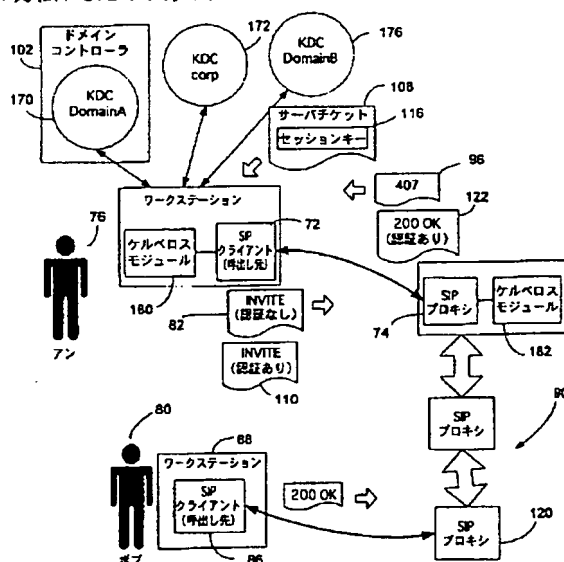 102
ドメイン
コントローラ
170
KDC
DomainA
172
KDC
corp
176
KDC
DomainB
108
サーバチケット
116
セッションキー
96
407
122
200 OK
(認証あり)
ワークステーション
72
76
ケルベロス
モジュール
SIP
クライアント
(呼出し先)
180
アン
82
INVITE
(認証なし)
INVITE
(認証あり)
110
SIP
プロキシ
ケルベロス
モジュール
74
182
SIP
プロキシ
80
88
ワークステーション
SIP
クライアント
(呼出し先)
86
ボブ
200 OK
SIP
プロキシ
120